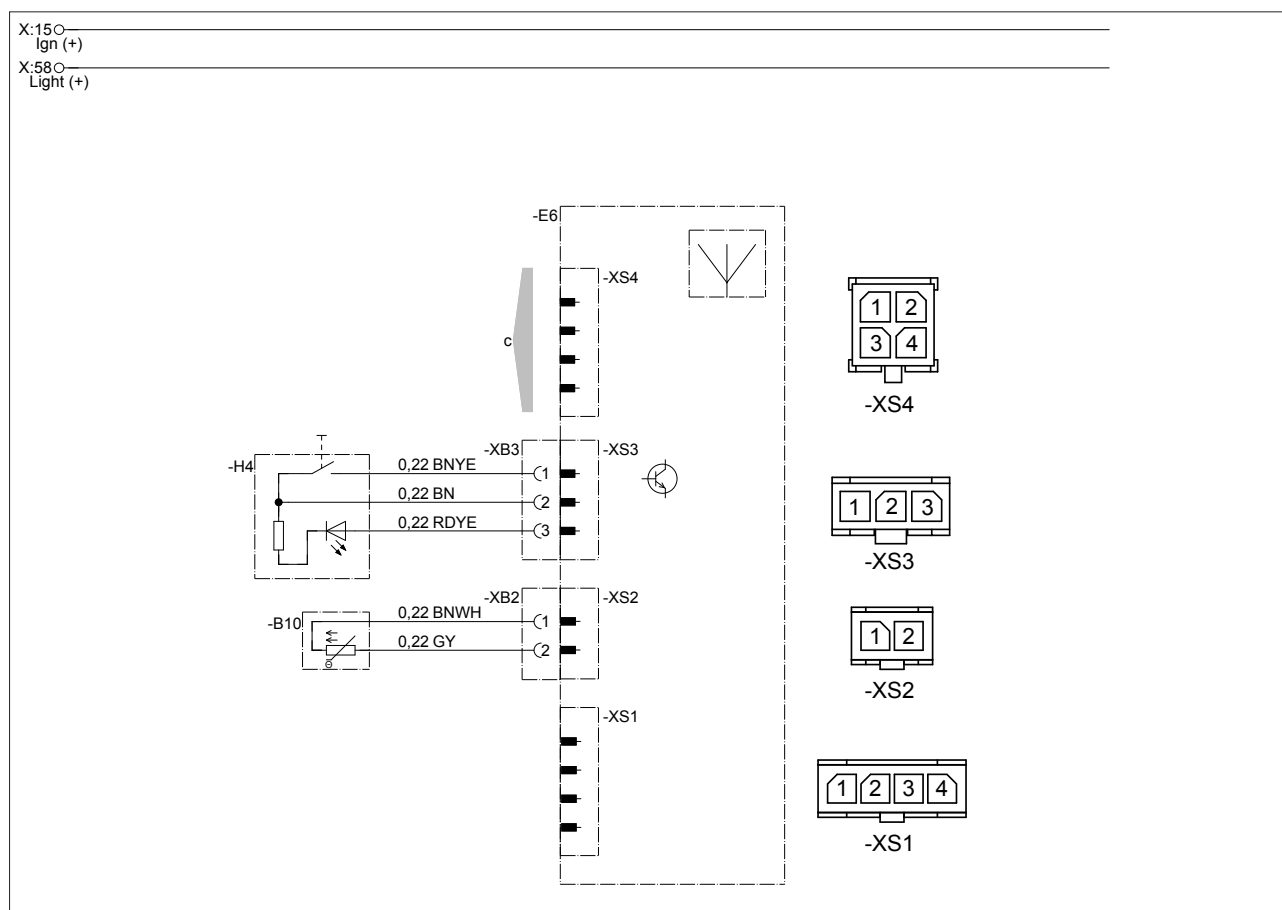 X:15
Ign (+)
X:58
Light (+)
-E6
-XS4
c
1 2
3 4
-XS4
-H4
-XB3
-XS3
0,22 BNYE
1
0,22 BN
2
0,22 RDYE
3
1 2 3
-XS3
-B10
-XB2
-XS2
0,22 BNWH
1
0,22 GY
2
Θ
1 2
-XS2
-XS1
1 2 3 4
-XS1